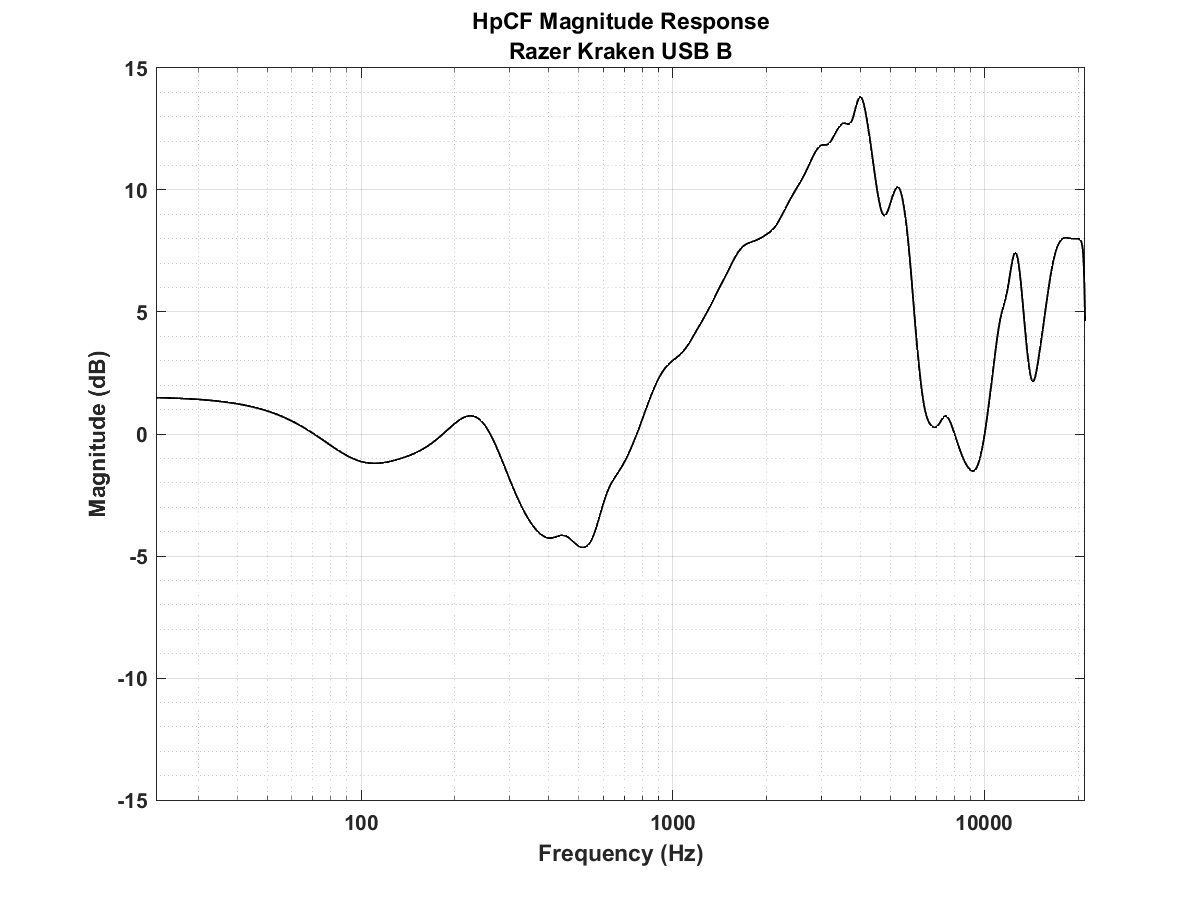 HpCF Magnitude Response
Razer Kraken USB B
15
10
5
0
-5
-10
-15
Magnitude (dB)
100 1000 10000
Frequency (Hz)